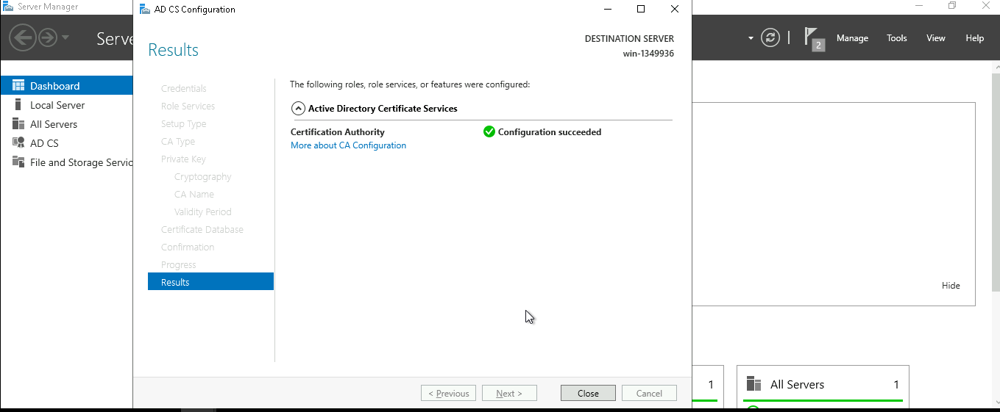 Server Manager
AD CS Configuration
Serve
2
Manage
Tools
View
Help
Dashboard
Local Server
All Servers
AD CS
File and Storage Servic
Results
DESTINATION SERVER
win-1349936
Credentials
Role Services
Setup Type
CA Type
Private Key
Cryptography
CA Name
Validity Period
Certificate Database
Confirmation
Progress
Results
The following roles, role services, or features were configured:
Active Directory Certificate Services
Certification Authority
Configuration succeeded
More about CA Configuration
Hide
< Previous
Next >
Close
Cancel
1
All Servers
1